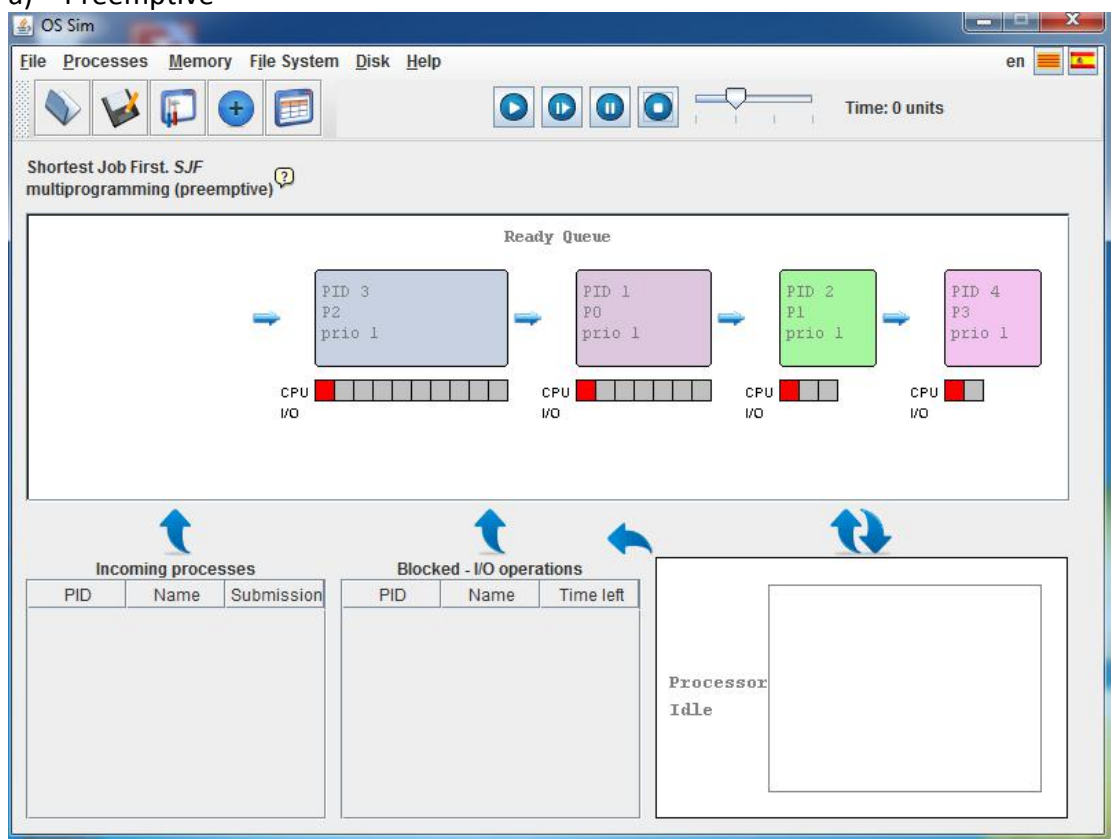 a) Preemptive
OS Sim
File Processes Memory File System Disk Help
en
Time: 0 units
Shortest Job First. SJF
multiprogramming (preemptive)
?
Ready Queue
PID 3
P2
prio 1
CPU
I/O
PID 1
P0
prio 1
CPU
I/O
PID 2
P1
prio 1
CPU
I/O
PID 4
P3
prio 1
CPU
I/O
Incoming processes
PID Name Submission
Blocked - I/O operations
PID Name Time left
Processor
Idle